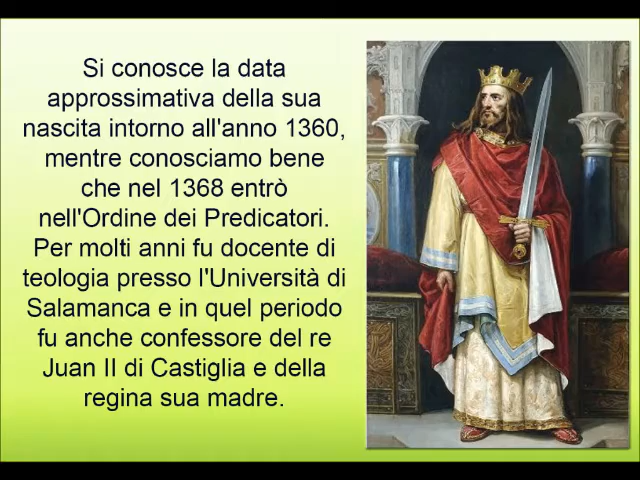 Si conosce la data
approssimativa della sua
nascita intorno all'anno 1360,
mentre conosciamo bene
che nel 1368 entrò
nell'Ordine dei Predicatori.
Per molti anni fu docente di
teologia presso l'Università di
Salamanca e in quel periodo
fu anche confessore del re
Juan II di Castiglia e della
regina sua madre.